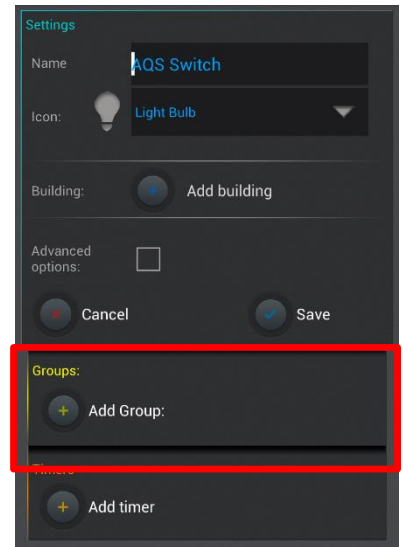 Settings
Name AQS Switch
Icon: Light Bulb
Building: Add building
Advanced
options:
Cancel Save
Groups:
Add Group:
Timers
Add timer